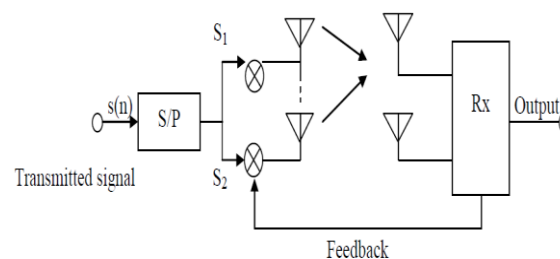 S1
s(n)
S/P
Rx
Output
S2
Transmitted signal
Feedback